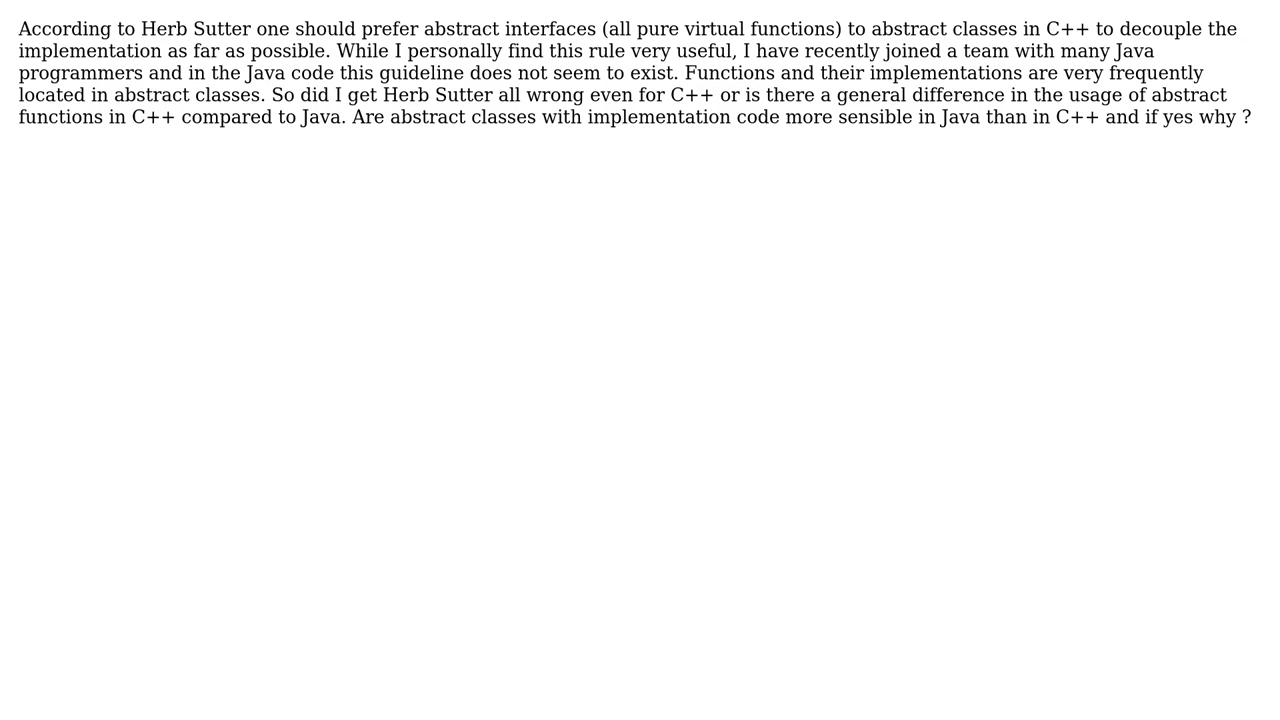 According to Herb Sutter one should prefer abstract interfaces (all pure virtual functions) to abstract classes in C++ to decouple the
implementation as far as possible. While I personally find this rule very useful, I have recently joined a team with many Java
programmers and in the Java code this guideline does not seem to exist. Functions and their implementations are very frequently
located in abstract classes. So did I get Herb Sutter all wrong even for C++ or is there a general difference in the usage of abstract
functions in C++ compared to Java. Are abstract classes with implementation code more sensible in Java than in C++ and if yes why ?